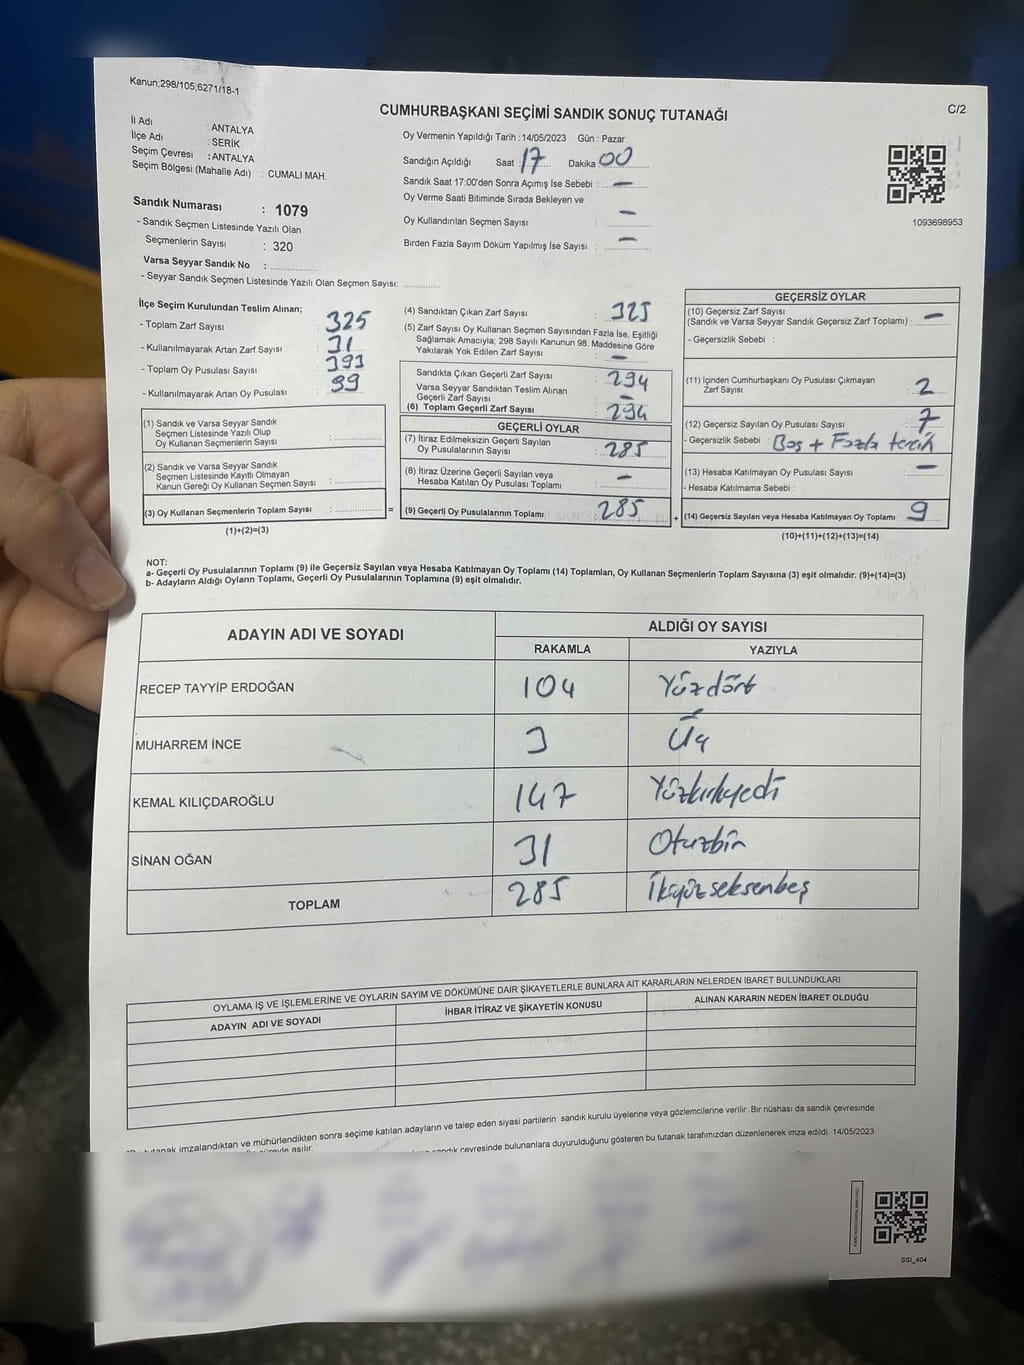 Kanun;298/105;6271/18-1
C/2
CUMHURBAŞKANI SEÇİMİ SANDIK SONUÇ TUTANAĞI
İl Adı : ANTALYA
İlçe Adı : SERİK
Seçim Çevresi : ANTALYA
Seçim Bölgesi (Mahalle Adı) : CUMALI MAH.
Sandık Numarası : 1079
- Sandık Seçmen Listesinde Yazılı Olan
Seçmenlerin Sayısı : 320
Varsa Seyyar Sandık No :
- Seyyar Sandık Seçmen Listesinde Yazılı Olan Seçmen Sayısı:
Oy Vermenin Yapıldığı Tarih : 14/05/2023 Gün : Pazar
Sandığın Açıldığı Saat : 17 Dakika 00
Sandık Saat 17:00'den Sonra Açımış İse Sebebi : —
Oy Verme Saati Bitiminde Sırada Bekleyen ve
Oy Kullandırılan Seçmen Sayısı : —
Birden Fazla Sayım Döküm Yapılmış İse Sayısı : —
1093698953
İlçe Seçim Kurulundan Teslim Alınan;
- Toplam Zarf Sayısı : 325
- Kullanılmayarak Artan Zarf Sayısı : 31
- Toplam Oy Pusulası Sayısı : 393
- Kullanılmayarak Artan Oy Pusulası : 99
(1) Sandık ve Varsa Seyyar Sandık
Seçmen Listesinde Yazılı Olup
Oy Kullanan Seçmenlerin Sayısı :
(2) Sandık ve Varsa Seyyar Sandık
Seçmen Listesinde Kayıtlı Olmayan
Kanun Gereği Oy Kullanan Seçmen Sayısı :
(3) Oy Kullanan Seçmenlerin Toplam Sayısı : =
(1)+(2)=(3)
(4) Sandıktan Çıkan Zarf Sayısı : 325
(5) Zarf Sayısı Oy Kullanan Seçmen Sayısından Fazla İse, Eşitliği
Sağlamak Amacıyla; 298 Sayılı Kanunun 98. Maddesine Göre
Yakılarak Yok Edilen Zarf Sayısı : —
Sandıkta Çıkan Geçerli Zarf Sayısı : 294
Varsa Seyyar Sandıktan Teslim Alınan
Geçerli Zarf Sayısı : —
(6) Toplam Geçerli Zarf Sayısı : 294
GEÇERLİ OYLAR
(7) İtiraz Edilmeksizin Geçerli Sayılan
Oy Pusulalarının Sayısı : 285
(8) İtiraz Üzerine Geçerli Sayılan veya
Hesaba Katılan Oy Pusulası Toplamı : —
(9) Geçerli Oy Pusulalarının Toplamı : 285 +
GEÇERSİZ OYLAR
(10) Geçersiz Zarf Sayısı
(Sandık ve Varsa Seyyar Sandık Geçersiz Zarf Toplamı) : —
- Geçersizlik Sebebi :
(11) İçinden Cumhurbaşkanı Oy Pusulası Çıkmayan
Zarf Sayısı : 2
(12) Geçersiz Sayılan Oy Pusulası Sayısı : 7
- Geçersizlik Sebebi : Boş + Fazla tercih
(13) Hesaba Katılmayan Oy Pusulası Sayısı : —
- Hesaba Katılmama Sebebi :
(14) Geçersiz Sayılan veya Hesaba Katılmayan Oy Toplamı : 9
(10)+(11)+(12)+(13)=(14)
NOT:
a- Geçerli Oy Pusulalarının Toplamı (9) ile Geçersiz Sayılan veya Hesaba Katılmayan Oy Toplamı (14) Toplamları, Oy Kullanan Seçmenlerin Toplam Sayısına (3) eşit olmalıdır. (9)+(14)=(3)
b- Adayların Aldığı Oyların Toplamı, Geçerli Oy Pusulalarının Toplamına (9) eşit olmalıdır.
ADAYIN ADI VE SOYADI ALDIĞI OY SAYISI
RAKAMLA YAZIYLA
RECEP TAYYİP ERDOĞAN 104 Yüzdört
MUHARREM İNCE 3 Üç
KEMAL KILIÇDAROĞLU 147 Yüzkırkyedi
SİNAN OĞAN 31 Otuzbir
TOPLAM 285 İkiyüzseksenbeş
OYLAMA İŞ VE İŞLEMLERİNE VE OYLARIN SAYIM VE DÖKÜMÜNE DAİR ŞİKAYETLERLE BUNLARA AİT KARARLARIN NELERDEN İBARET BULUNDUKLARI
ADAYIN ADI VE SOYADI İHBAR İTİRAZ VE ŞİKAYETİN KONUSU ALINAN KARARIN NEDEN İBARET OLDUĞU
tutanak imzalandıktan ve mühürlendikten sonra seçime katılan adayların ve talep eden siyasi partilerin sandık kurulu üyelerine veya gözlemcilerine verilir. Bir nüshası da sandık çevresinde
asılır. sandık çevresinde bulunanlara duyurulduğunu gösteren bu tutanak tarafımızdan düzenlenerek imza edildi. 14/05/2023
SSI_404